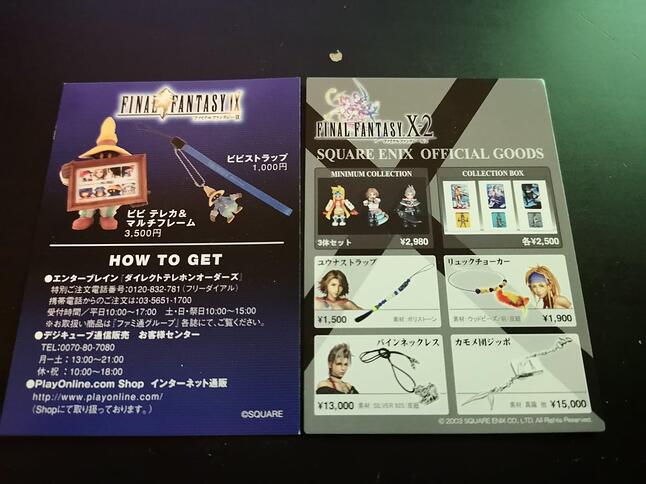 FINAL FANTASY IX
ファイナルファンタジーIX
ビビストラップ
1,000円
ビビ テレカ&
マルチフレーム
3,500円
HOW TO GET
●エンターブレイン『ダイレクトテレホンオーダーズ』
特別ご注文電話番号:0120-832-781 (フリーダイアル)
携帯電話からのご注文は:03-5651-1700
受付時間/平日10:00〜17:00 土・日・祭日10:00〜15:00
※お取扱い商品は『ファミ通グループ』各誌にて、ご覧ください。
●デジキューブ通信販売 お客様センター
TEL:0070-80-7080
月ー土:13:00〜21:00
休・祝:10:00〜18:00
●PlayOnline.com Shop インターネット通販
http://www.playonline.com/
(Shopにて取り扱っております。)
©SQUARE
FINAL FANTASY X-2
SQUARE ENIX OFFICIAL GOODS
MINIMUM COLLECTION
3体セット ¥2,980
COLLECTION BOX
各¥2,500
ユウナストラップ
¥1,500 素材:ポリストーン
リュックチョーカー
素材:ウッドビーズ/羽/皮紐 ¥1,900
パインネックレス
¥13,000 素材:SILVER 925/皮紐
カモメ団ジッポ
素材:真鍮 他 ¥15,000
© 2003 SQUARE ENIX CO., LTD. All Rights Reserved.